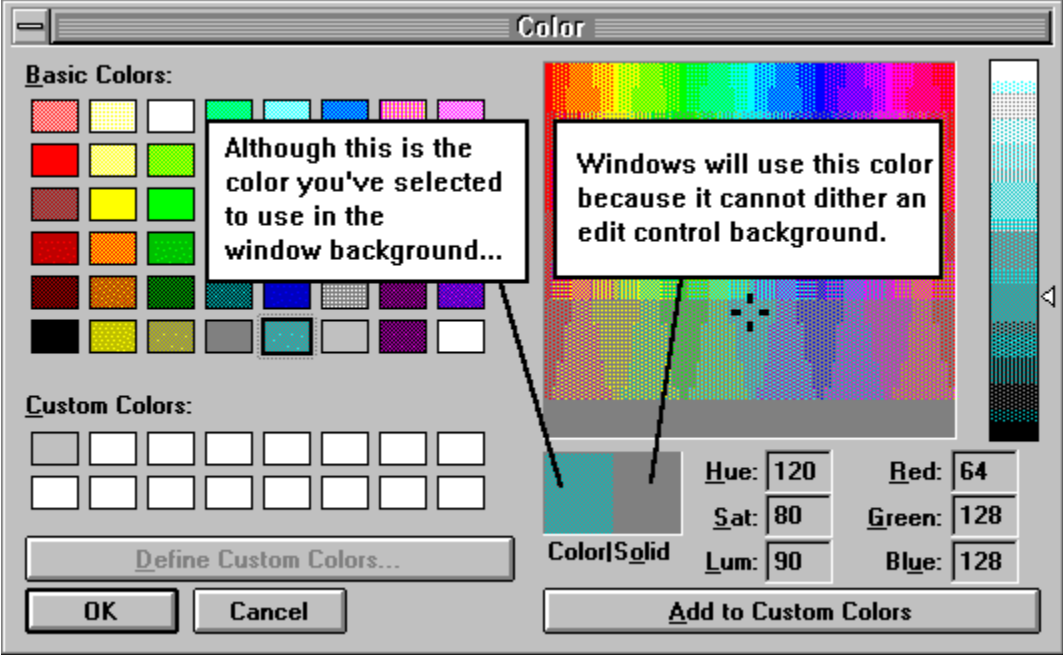 Color
Basic Colors:
Although this is the
color you've selected
to use in the
window background...
Windows will use this color
because it cannot dither an
edit control background.
Custom Colors:
Define Custom Colors...
OK
Cancel
Color|Solid
Hue: 120
Sat: 80
Lum: 90
Red: 64
Green: 128
Blue: 128
Add to Custom Colors